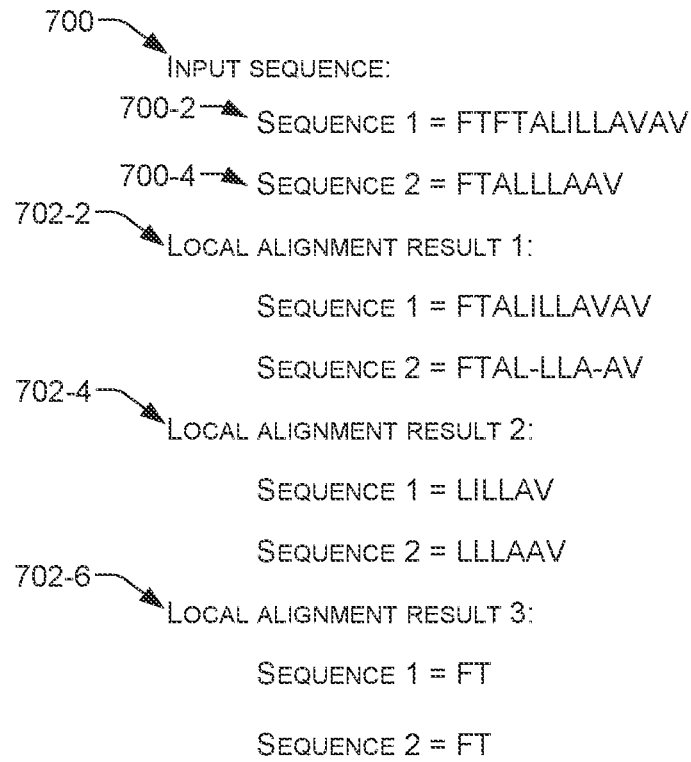 700
INPUT SEQUENCE:
700-2 SEQUENCE 1 = FTFTALILLAVAV
700-4 SEQUENCE 2 = FTALLLAAV
702-2
LOCAL ALIGNMENT RESULT 1:
SEQUENCE 1 = FTALILLAVAV
SEQUENCE 2 = FTAL-LLA-AV
702-4
LOCAL ALIGNMENT RESULT 2:
SEQUENCE 1 = LILLAV
SEQUENCE 2 = LLLAAV
702-6
LOCAL ALIGNMENT RESULT 3:
SEQUENCE 1 = FT
SEQUENCE 2 = FT